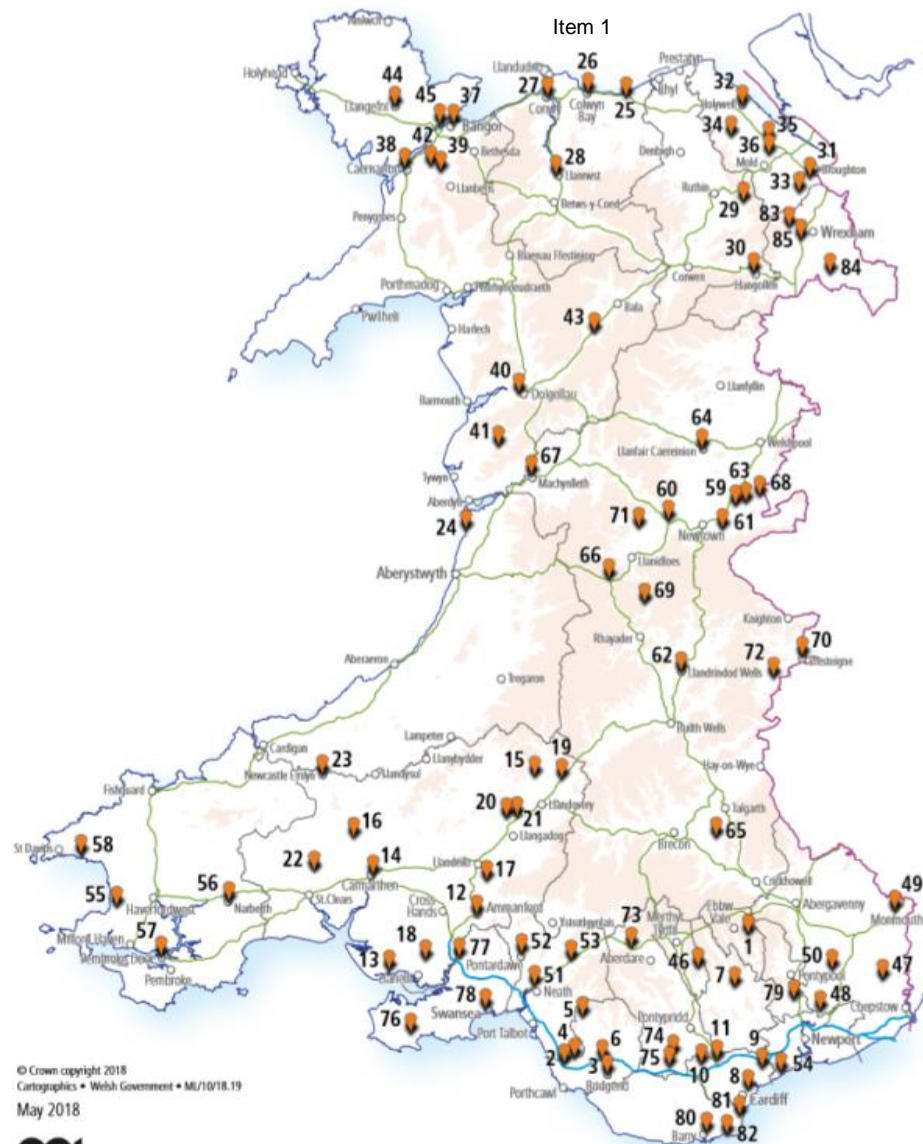 Item 1
Amlwch
Prestatyn
Llandudno
26
32
Holyhead
44
27
Rhyl
45
37
Colwyn
Bay
25
Holywell
Llangefni
Conwy
Bangor
34
35
42
36
38
39
Bethesda
28
Denbigh
Mold
31
Caernarfon
Llanrwst
Broughton
Llanberis
Ruthin
33
29
Betws-y-Coed
83
Penygroes
85
Wrexham
Blaenau Ffestiniog
30
Corwen
84
Llangollen
Porthmadog
Penrhyndeudraeth
Bala
Pwllheli
43
Harlech
40
Llanfyllin
Barmouth
Dolgellau
64
41
Welshpool
67
Llanfair Caereinion
Tywyn
Machynlleth
63
68
59
Aberdyfi
60
24
71
61
Newtown
66
Llanidloes
Aberystwyth
69
Knighton
Rhayader
70
62
72
Aberaeron
Llandrindod Wells
Tregaron
Builth Wells
Lampeter
Cardigan
19
23
Llanybydder
15
Newcastle Emlyn
Llandysul
Hay-on-Wye
Fishguard
20
Llandovery
Talgarth
16
21
St Davids
58
Llangadog
65
22
14
Brecon
Llandeilo
17
55
56
Carmarthen
Crickhowell
49
12
Haverfordwest
St.Clears
Cross
Hands
Ebbw
Vale
Abergavenny
Narberth
Ammanford
73
Merthyr
Tydfil
Monmouth
Milford Haven
57
Ystradgynlais
1
18
52
53
50
Pembroke Dock
77
Aberdare
46
13
Pontardawe
7
47
Pembroke
Llanelli
51
Pontypool
Neath
79
48
78
5
Chepstow
Swansea
Pontypridd
76
4
Port Talbot
6
74
11
9
Newport
2
75
3
10
54
Bridgend
8
© Crown copyright 2018
Porthcawl
Cartographics • Welsh Government • ML/10/18.19
81
Cardiff
May 2018
80
82
Barry